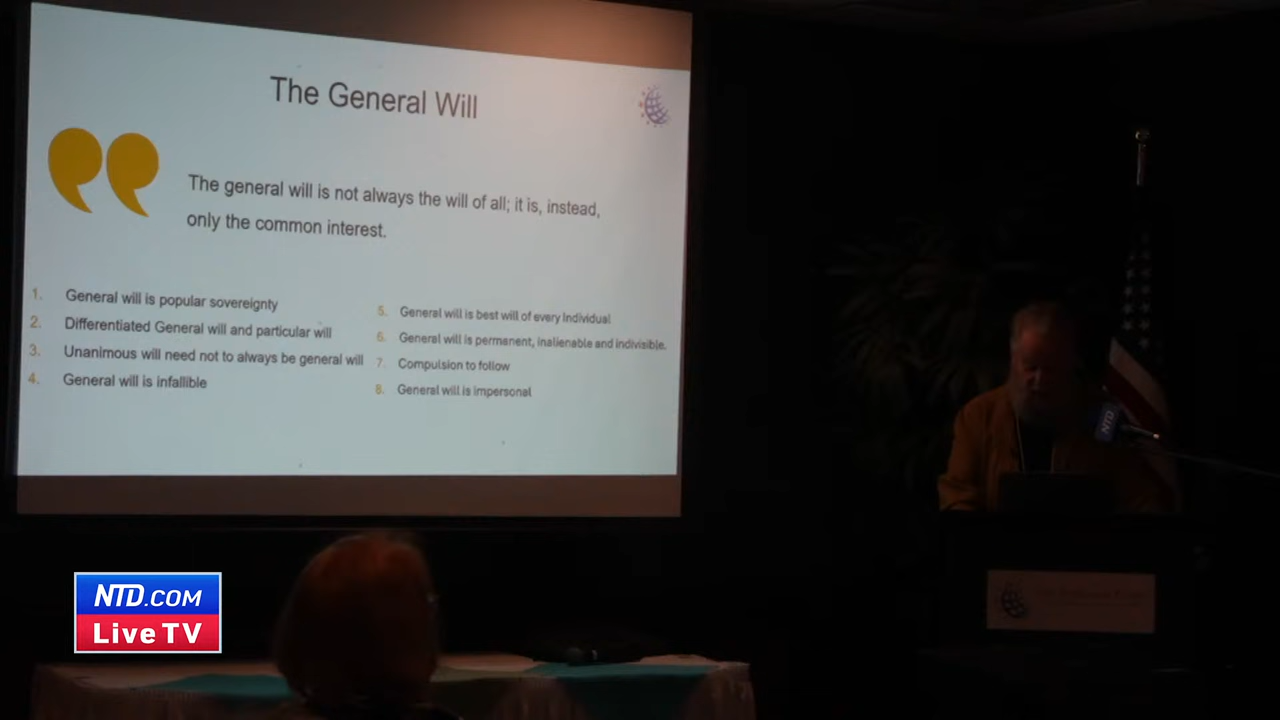 The General Will
The general will is not always the will of all; it is, instead,
only the common interest.
1. General will is popular sovereignty
2. Differentiated General will and particular will
3. Unanimous will need not to always be general will
4. General will is infallible
5. General will is best will of every Individual
6. General will is permanent, inalienable and indivisible.
7. Compulsion to follow
8. General will is impersonal
NTD
NTD.COM
Live TV